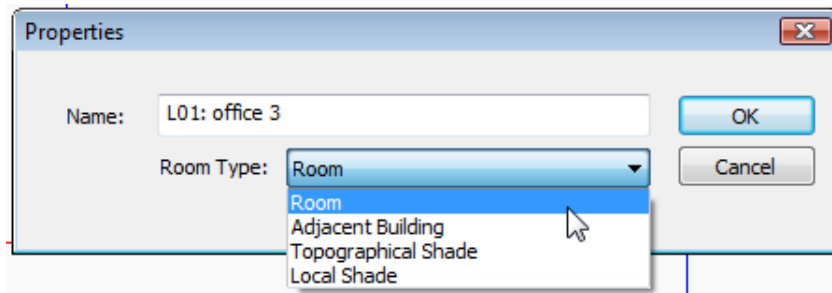 Properties
Name: L01: office 3 OK
Room Type: Room Cancel
Room
Adjacent Building
Topographical Shade
Local Shade